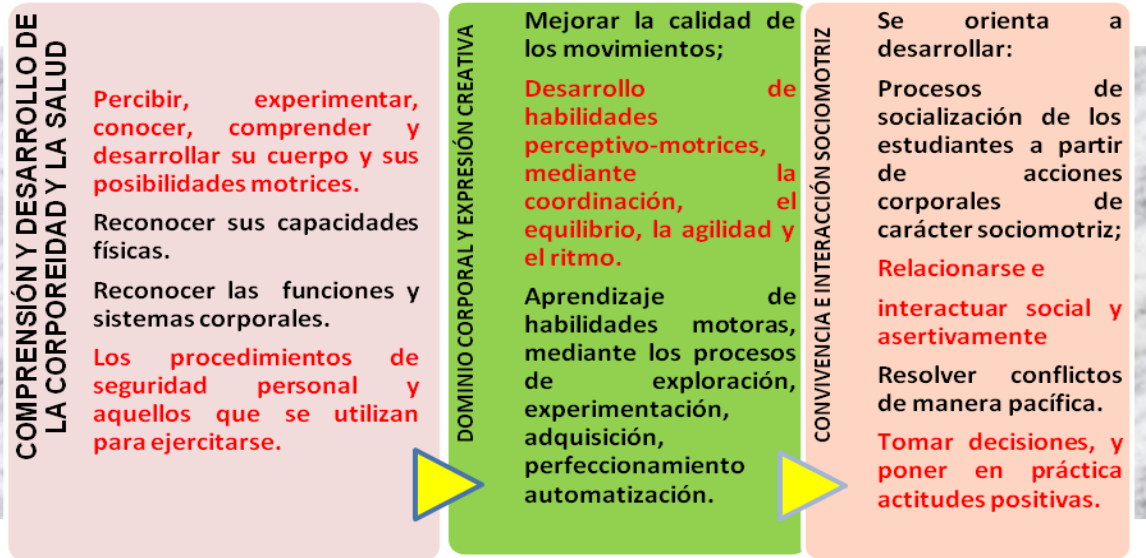 COMPRENSIÓN Y DESARROLLO DE
LA CORPOREIDAD Y LA SALUD
Percibir, experimentar,
conocer, comprender y
desarrollar su cuerpo y sus
posibilidades motrices.
Reconocer sus capacidades
físicas.
Reconocer las funciones y
sistemas corporales.
Los procedimientos de
seguridad personal y
aquellos que se utilizan
para ejercitarse.
DOMINIO CORPORAL Y EXPRESIÓN CREATIVA
Mejorar la calidad de
los movimientos;
Desarrollo de
habilidades
perceptivo-motrices,
mediante la
coordinación, el
equilibrio, la agilidad y
el ritmo.
Aprendizaje de
habilidades motoras,
mediante los procesos
de exploración,
experimentación,
adquisición,
perfeccionamiento
automatización.
CONVIVENCIA E INTERACCIÓN SOCIOMOTRIZ
Se orienta a
desarrollar:
Procesos de
socialización de los
estudiantes a partir
de acciones
corporales de
carácter sociomotriz;
Relacionarse e
interactuar social y
asertivamente
Resolver conflictos
de manera pacífica.
Tomar decisiones, y
poner en práctica
actitudes positivas.